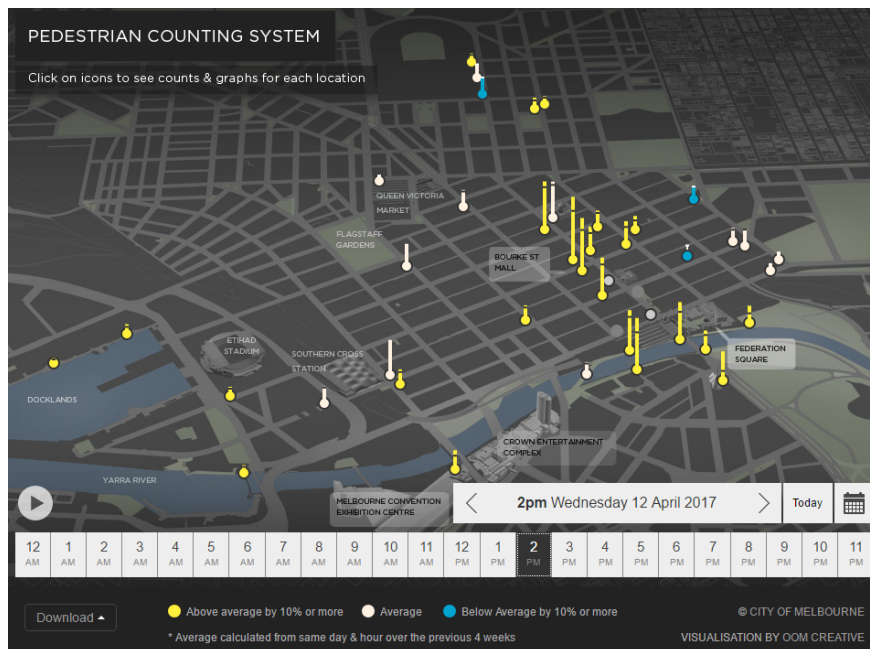 PEDESTRIAN COUNTING SYSTEM
Click on icons to see counts & graphs for each location
QUEEN VICTORIA
MARKET
FLAGSTAFF
GARDENS
BOURKE ST
MALL
ETIHAD
STADIUM
SOUTHERN CROSS
STATION
FEDERATION
SQUARE
DOCKLANDS
CROWN ENTERTAINMENT
COMPLEX
YARRA RIVER
MELBOURNE CONVENTION
EXHIBITION CENTRE
2pm Wednesday 12 April 2017
Today
12 1 2 3 4 5 6 7 8 9 10 11 12 1 2 3 4 5 6 7 8 9 10 11
AM AM AM AM AM AM AM AM AM AM AM AM PM PM PM PM PM PM PM PM PM PM PM PM
Download
Above average by 10% or more
Average
Below Average by 10% or more
© CITY OF MELBOURNE
* Average calculated from same day & hour over the previous 4 weeks
VISUALISATION BY OOM CREATIVE